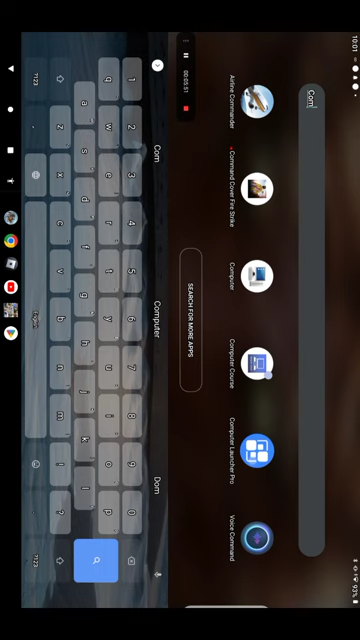 10:01
93%
Com
Airline Commander
Command Cover Fire Strike
Computer
Computer Course
Computer Launcher Pro
Voice Command
SEARCH FOR MORE APPS
00:05:51
Com Computer Dom
1 2 3 4 5 6 7 8 9 0
q w e r t y u i o p
a s d f g h j k l
z x c v b n m ! ?
?123 , English . ?123